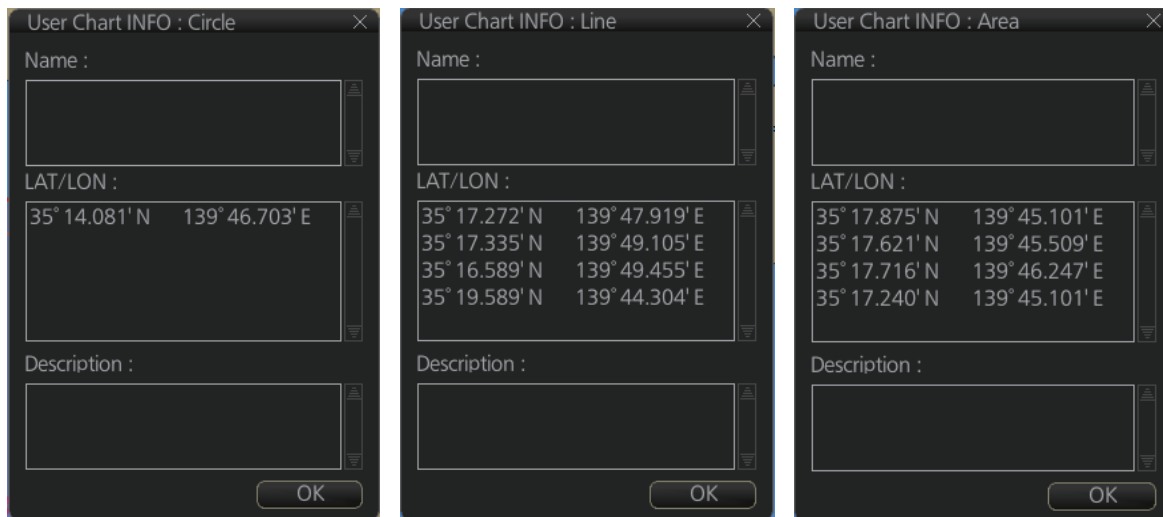 User Chart INFO : Circle
Name :
LAT/LON :
35° 14.081' N 139° 46.703' E
Description :
OK
User Chart INFO : Line
Name :
LAT/LON :
35° 17.272' N 139° 47.919' E
35° 17.335' N 139° 49.105' E
35° 16.589' N 139° 49.455' E
35° 19.589' N 139° 44.304' E
Description :
OK
User Chart INFO : Area
Name :
LAT/LON :
35° 17.875' N 139° 45.101' E
35° 17.621' N 139° 45.509' E
35° 17.716' N 139° 46.247' E
35° 17.240' N 139° 45.101' E
Description :
OK